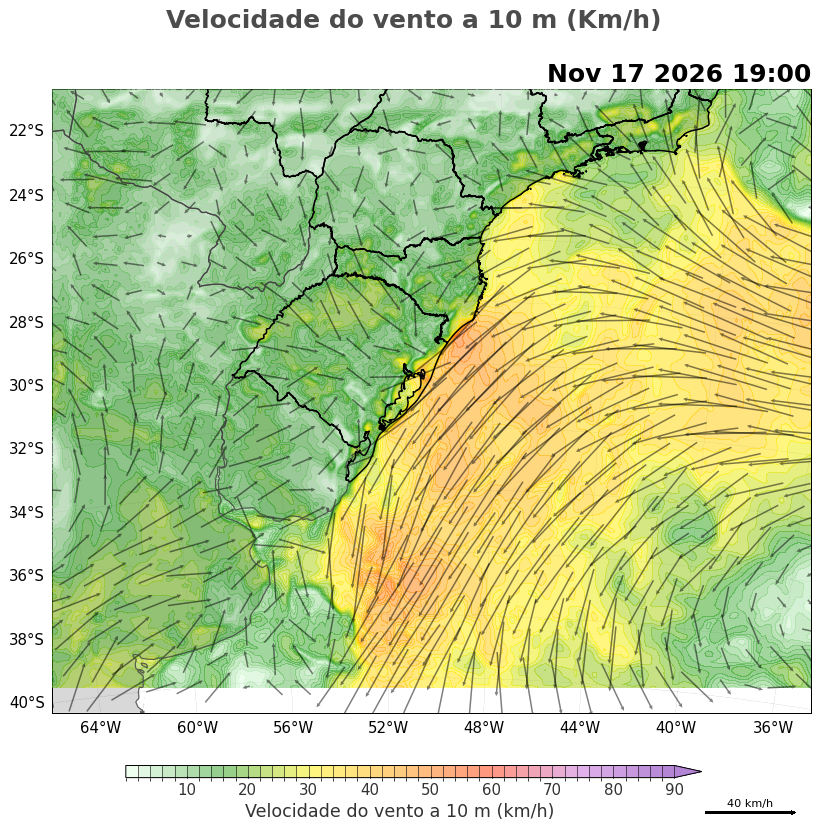 Velocidade do vento a 10 m (Km/h)
Nov 17 2026 19:00
22°S
24°S
26°S
28°S
30°S
32°S
34°S
36°S
38°S
40°S
64°W 60°W 56°W 52°W 48°W 44°W 40°W 36°W
10 20 30 40 50 60 70 80 90
Velocidade do vento a 10 m (km/h)
40 km/h